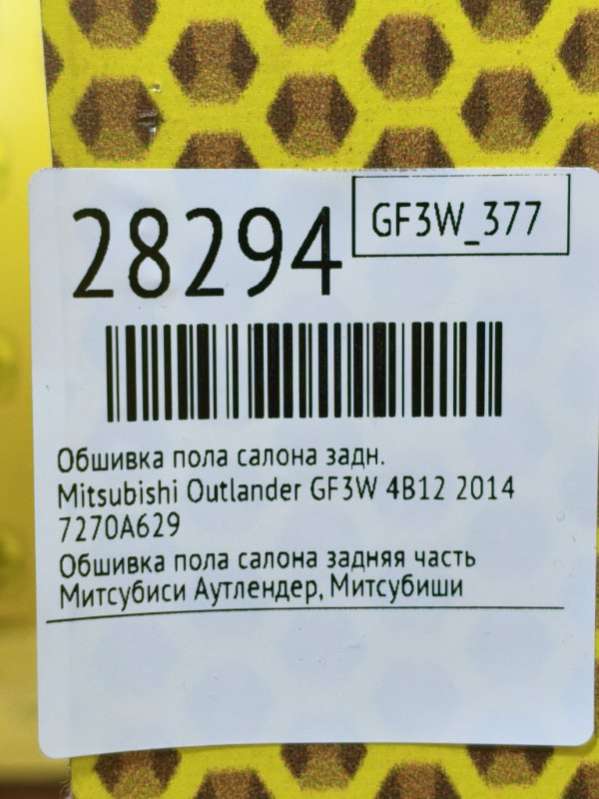 28294
GF3W_377
Обшивка пола салона задн.
Mitsubishi Outlander GF3W 4B12 2014
7270A629
Обшивка пола салона задняя часть
Митсубиси Аутлендер, Митсубиши